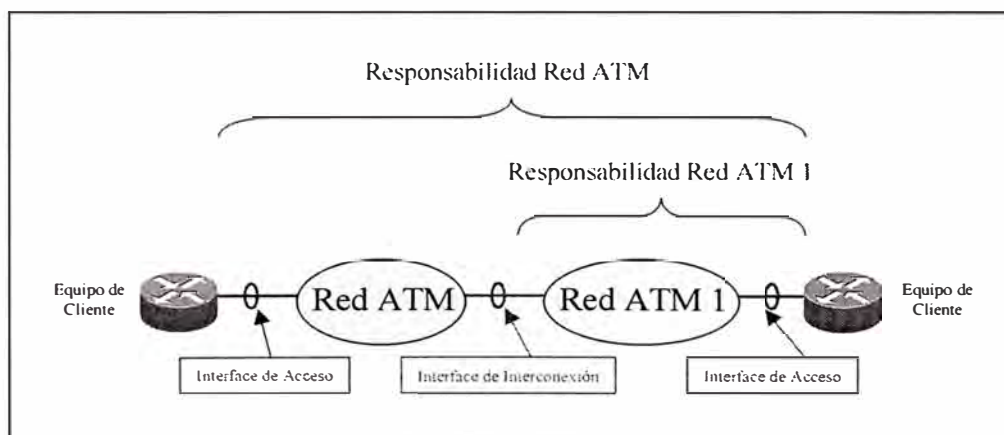 Responsabilidad Red ATM
Responsabilidad Red ATM 1
Equipo de
Cliente
Red ATM
Red ATM 1
Equipo de
Cliente
Interface de Acceso
Interface de Interconexión
Interface de Acceso